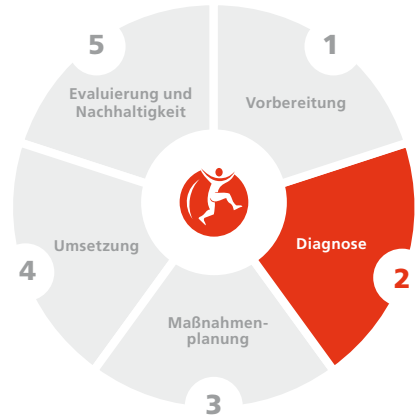 1
Vorbereitung
Diagnose
2
Maßnahmen-
planung
3
Umsetzung
4
5
Evaluierung und
Nachhaltigkeit